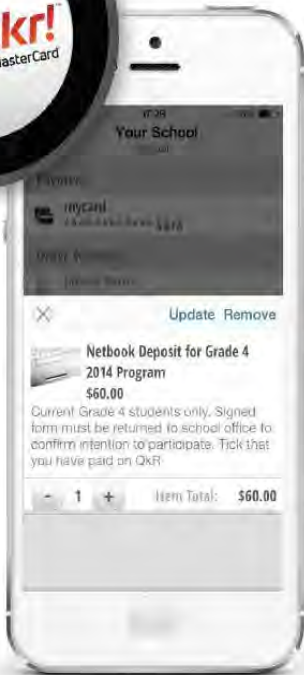 kr!
MasterCard
Your School
mycard
Update Remove
Netbook Deposit for Grade 4
2014 Program
$60.00
Current Grade 4 students only. Signed
form must be returned to school office to
confirm intention to participate. Tick that
you have paid on QkR
- 1 + Item Total: $60.00